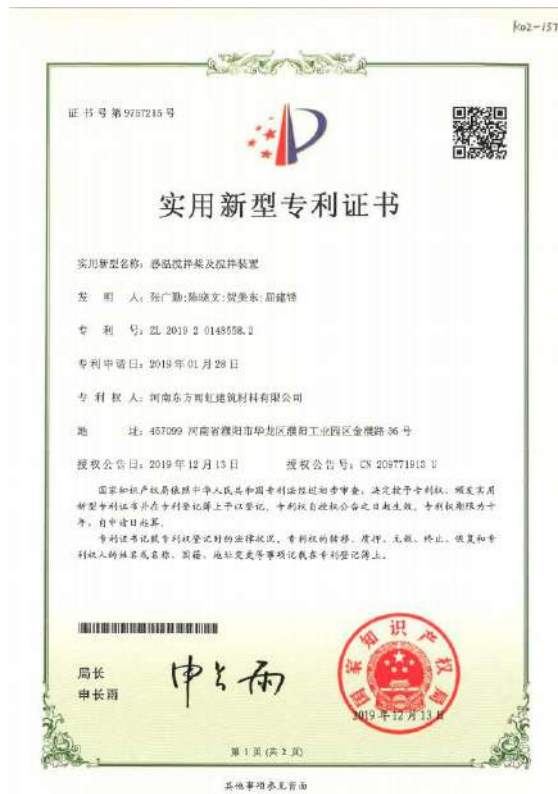 K02-157
证书号第9757215号
实用新型专利证书
实用新型名称：感温搅拌桨及搅拌装置
发 明 人：张广勤;陈晓文;贺美东;屈建锋
专 利 号：ZL 2019 2 0148558.2
专利申请日：2019年01月28日
专 利 权 人：河南东方雨虹建筑材料有限公司
地 址：457099 河南省濮阳市华龙区濮阳工业园区金濮路36号
授权公告日：2019年12月13日 授权公告号：CN 209771913 U
国家知识产权局依照中华人民共和国专利法经过初步审查，决定授予专利权，颁发实用
新型专利证书并在专利登记簿上予以登记。专利权自授权公告之日起生效。专利权期限为十
年，自申请日起算。
专利证书记载专利权登记时的法律状况。专利权的转移、质押、无效、终止、恢复和专
利权人的姓名或名称、国籍、地址变更等事项记载在专利登记簿上。
局长
申长雨
申长雨
国家知识产权局
2019年12月13日
第 1 页 (共 2 页)
其他事项参见背面